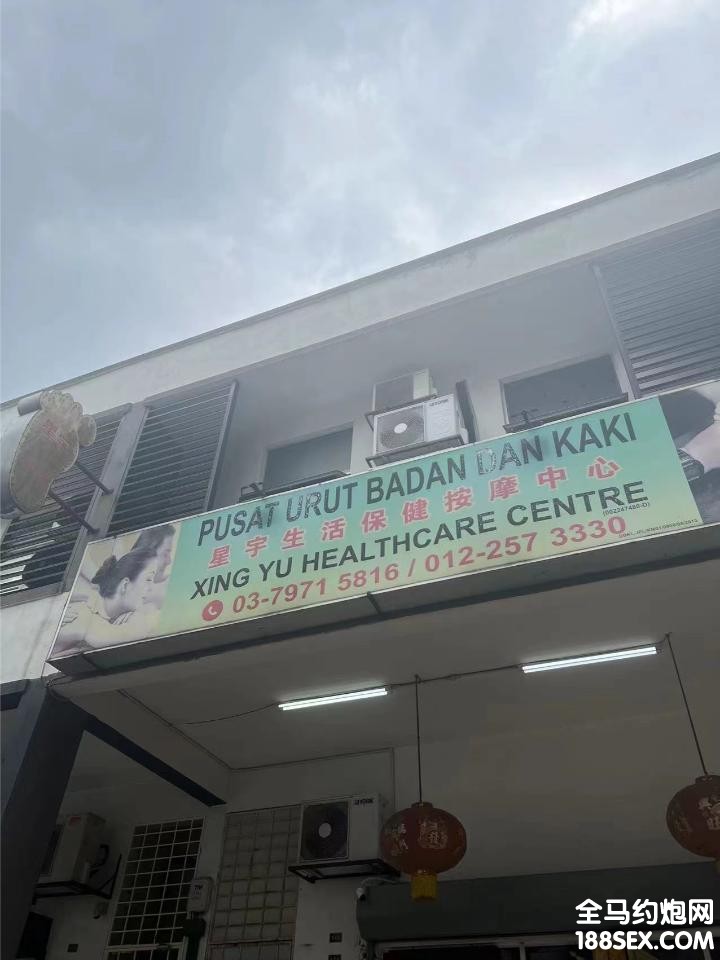 PUSAT URUT BADAN DAN KAKI
星宇生活保健按摩中心
XING YU HEALTHCARE CENTRE
(002247480-D)
03-7971 5816 / 012-257 3330
全马约炮网
188SEX.COM